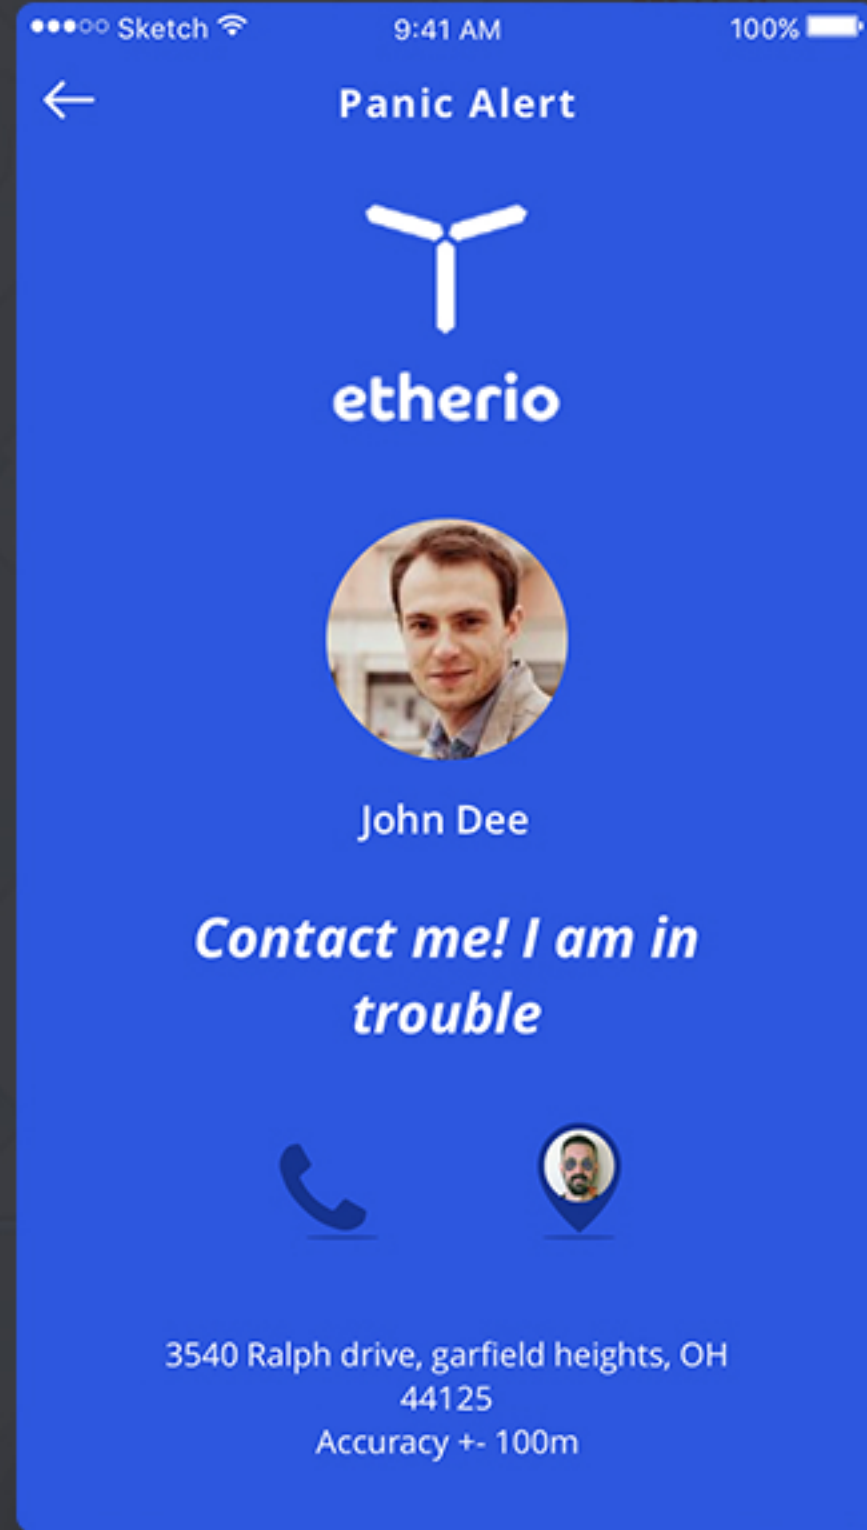 Sketch 9:41 AM 100%
Panic Alert
etherio
John Dee
Contact me! I am in
trouble
3540 Ralph drive, garfield heights, OH
44125
Accuracy +- 100m